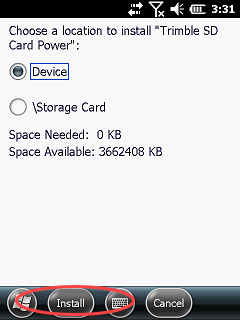 3:31
Choose a location to install "Trimble SD
Card Power":
Device
\Storage Card
Space Needed: 0 KB
Space Available: 3662408 KB
Install
Cancel